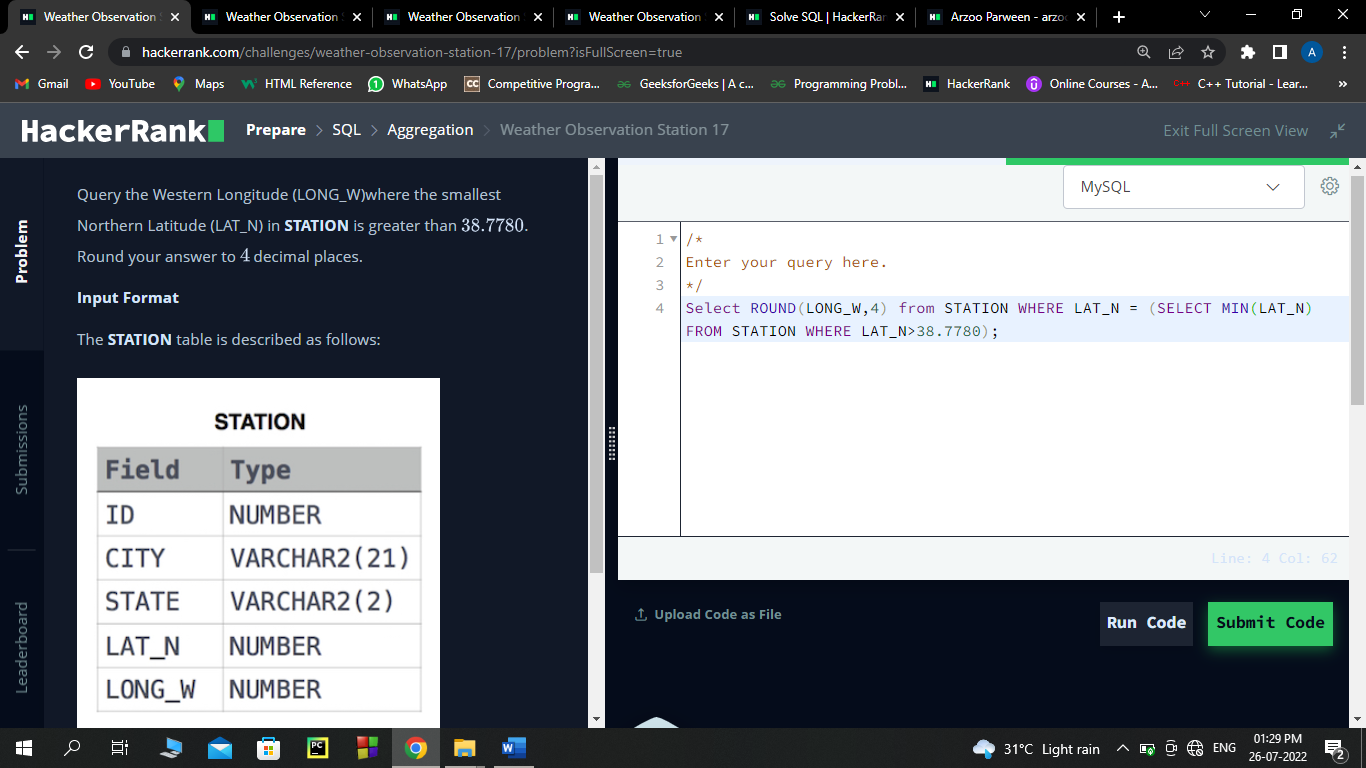 Weather Observation S
Weather Observation S
Weather Observation
Weather Observation S
Solve SQL | HackerRan
Arzoo Parween - arzoo
hackerrank.com/challenges/weather-observation-station-17/problem?isFullScreen=true
A
Gmail
YouTube
Maps
HTML Reference
WhatsApp
CC
Competitive Progra...
GeeksforGeeks | A c...
Programming Probl...
HackerRank
Online Courses - A...
C++ Tutorial - Lear...
»
HackerRank
Prepare > SQL > Aggregation > Weather Observation Station 17
Exit Full Screen View
Problem
Submissions
Leaderboard
Query the Western Longitude (LONG_W)where the smallest
Northern Latitude (LAT_N) in STATION is greater than 38.7780.
Round your answer to 4 decimal places.
Input Format
The STATION table is described as follows:
STATION
Field Type
ID NUMBER
CITY VARCHAR2(21)
STATE VARCHAR2(2)
LAT_N NUMBER
LONG_W NUMBER
MySQL
1 /*
2 Enter your query here.
3 */
4 Select ROUND(LONG_W,4) from STATION WHERE LAT_N = (SELECT MIN(LAT_N)
FROM STATION WHERE LAT_N>38.7780);
Line: 4 Col: 62
Upload Code as File
Run Code
Submit Code
PC
W
31°C Light rain
ENG
01:29 PM
26-07-2022
2